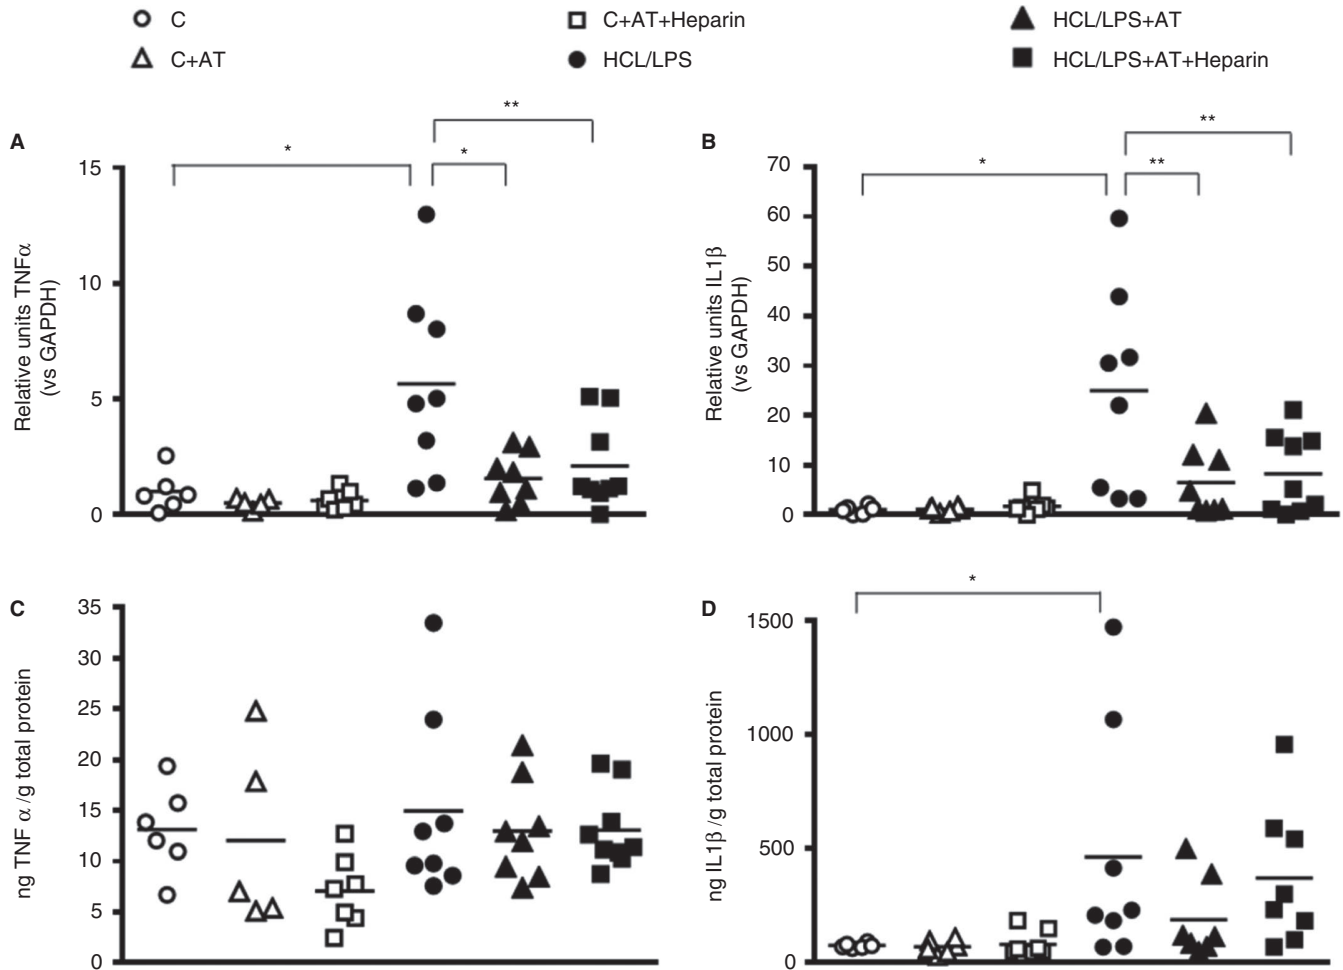 C
C+AT+Heparin
HCL/LPS+AT
C+AT
HCL/LPS
HCL/LPS+AT+Heparin
A
*
*
**
Relative units TNFα
(vs GAPDH)
15
10
5
0
B
*
**
**
Relative units IL1β
(vs GAPDH)
70
60
50
40
30
20
10
0
C
ng TNF α /g total protein
35
30
25
20
15
10
5
0
D
*
ng IL1β /g total protein
1500
1000
500
0